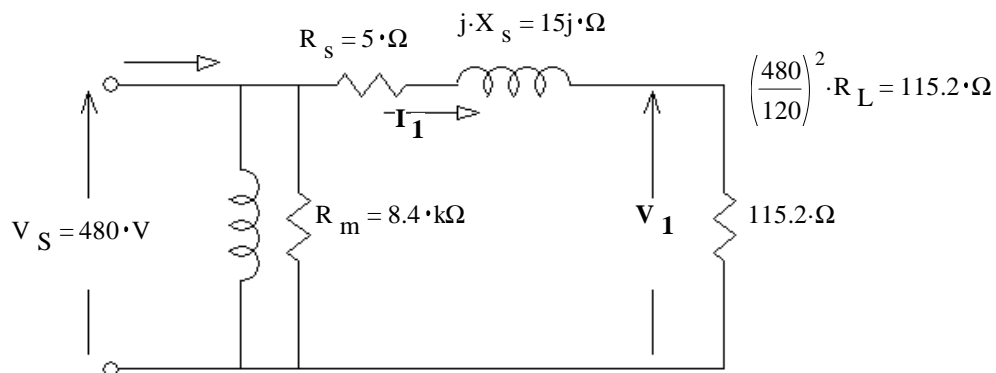 j·X s = 15j·Ω
R s = 5·Ω
(480/120)² · R L = 115.2·Ω
I 1
V S = 480·V
R m = 8.4·kΩ
V 1
115.2·Ω